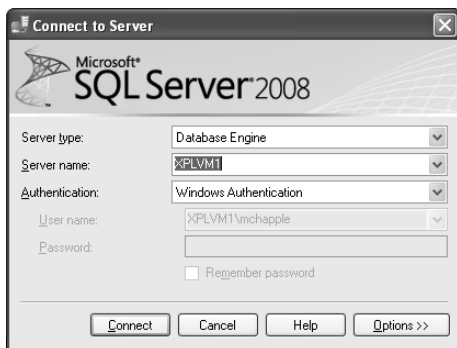 Connect to Server
Microsoft®
SQL Server 2008
Server type: Database Engine
Server name: XPLVM1
Authentication: Windows Authentication
User name: XPLVM1\mchapple
Password:
Remember password
Connect Cancel Help Options >>